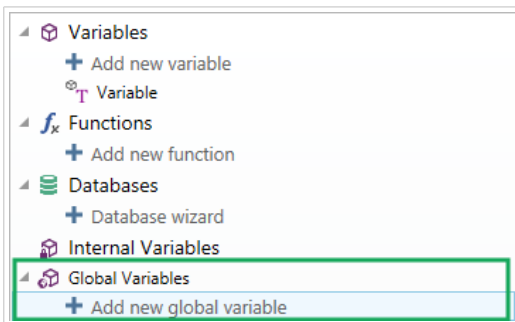 Variables
Add new variable
T Variable
fx Functions
Add new function
Databases
Database wizard
Internal Variables
Global Variables
Add new global variable